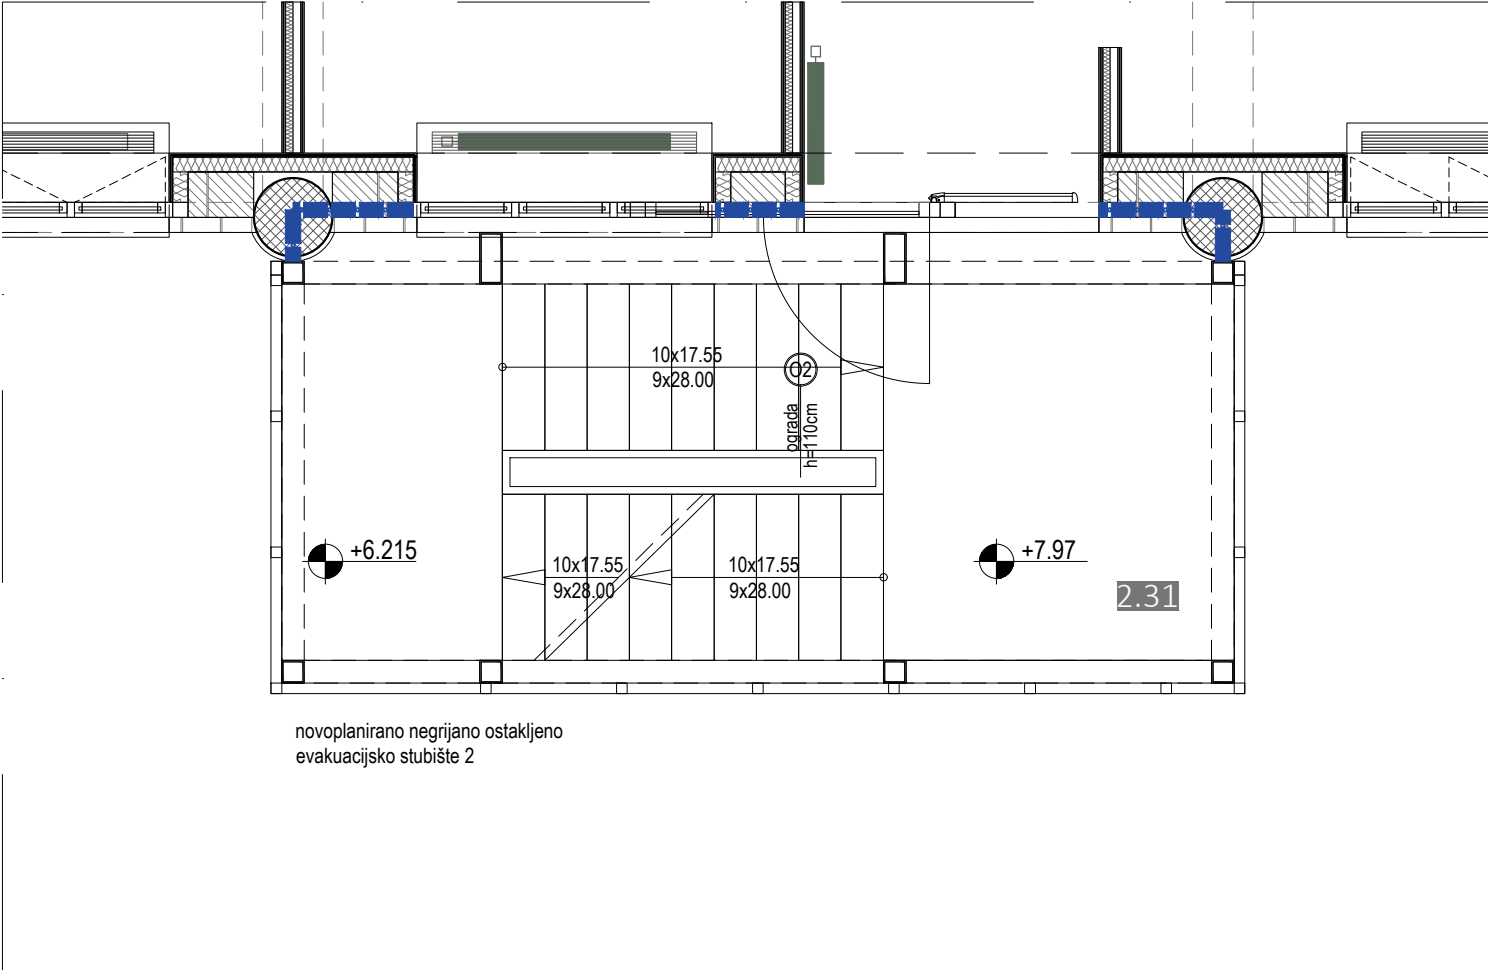 10x17.55
9x28.00
O2
ograda
h=110cm
+6.215
+7.97
10x17.55
9x28.00
10x17.55
9x28.00
2.31
novoplanirano negrijano ostakljeno
evakuacijsko stubište 2